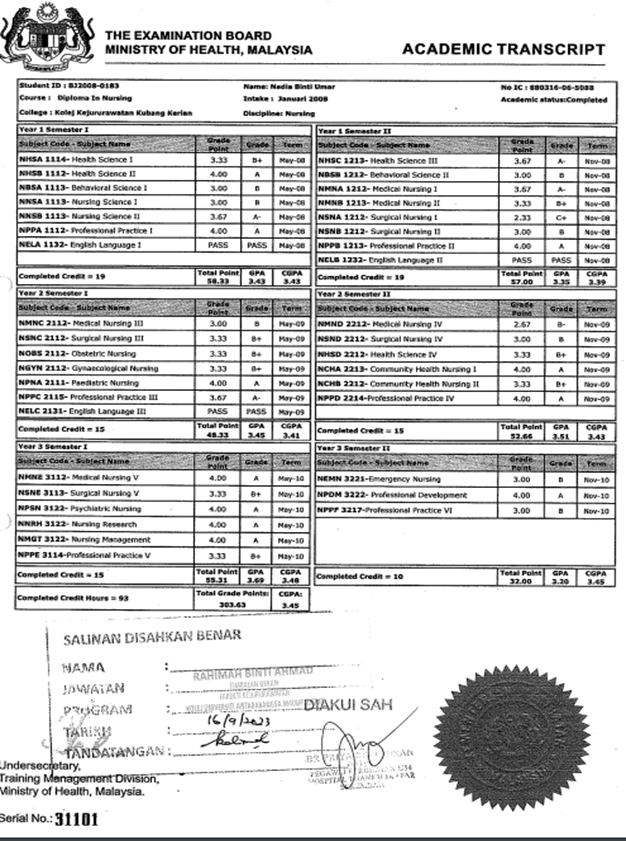 THE EXAMINATION BOARD
MINISTRY OF HEALTH, MALAYSIA
ACADEMIC TRANSCRIPT
Student ID : BJ2008-0183 Name: Nadia Binti Umar No IC : 880316-06-5088
Course : Diploma In Nursing Intake : Januari 2008 Academic status:Completed
College : Kolej Kejururawatan Kubang Kerian Discipline: Nursing
Year 1 Semester I
Subject Code - Subject Name Grade Point Grade Term
NHSA 1114- Health Science I 3.33 B+ May-08
NHSB 1112- Health Science II 4.00 A May-08
NBSA 1113- Behavioral Science I 3.00 B May-08
NNSA 1113- Nursing Science I 3.00 B May-08
NNSB 1113- Nursing Science II 3.67 A- May-08
NPPA 1112- Professional Practice I 4.00 A May-08
NELA 1132- English Language I PASS PASS May-08
Completed Credit = 19 Total Point 58.33 GPA 3.43 CGPA 3.43
Year 1 Semester II
Subject Code - Subject Name Grade Point Grade Term
NHSC 1213- Health Science III 3.67 A- Nov-08
NBSB 1212- Behavioral Science II 3.00 B Nov-08
NMNA 1212- Medical Nursing I 3.67 A- Nov-08
NMNB 1213- Medical Nursing II 3.33 B+ Nov-08
NSNA 1212- Surgical Nursing I 2.33 C+ Nov-08
NSNB 1212- Surgical Nursing II 3.00 B Nov-08
NPPB 1213- Professional Practice II 4.00 A Nov-08
NELB 1232- English Language II PASS PASS Nov-08
Completed Credit = 19 Total Point 57.00 GPA 3.35 CGPA 3.39
Year 2 Semester I
Subject Code - Subject Name Grade Point Grade Term
NMNC 2112- Medical Nursing III 3.00 B May-09
NSNC 2112- Surgical Nursing III 3.33 B+ May-09
NOBS 2112- Obstetric Nursing 3.33 B+ May-09
NGYN 2112- Gynaecological Nursing 3.33 B+ May-09
NPNA 2111- Paediatric Nursing 4.00 A May-09
NPPC 2115- Professional Practice III 3.67 A- May-09
NELC 2131- English Language III PASS PASS May-09
Completed Credit = 15 Total Point 48.33 GPA 3.45 CGPA 3.41
Year 2 Semester II
Subject Code - Subject Name Grade Point Grade Term
NMND 2212- Medical Nursing IV 2.67 B- Nov-09
NSND 2212- Surgical Nursing IV 3.00 B Nov-09
NHSD 2212- Health Science IV 3.33 B+ Nov-09
NCHA 2213- Community Health Nursing I 4.00 A Nov-09
NCHB 2212- Community Health Nursing II 3.33 B+ Nov-09
NPPD 2214-Professional Practice IV 4.00 A Nov-09
Completed Credit = 15 Total Point 52.66 GPA 3.51 CGPA 3.43
Year 3 Semester I
Subject Code - Subject Name Grade Point Grade Term
NMNE 3112- Medical Nursing V 4.00 A May-10
NSNE 3113- Surgical Nursing V 3.33 B+ May-10
NPSN 3122- Psychiatric Nursing 4.00 A May-10
NNRH 3122- Nursing Research 4.00 A May-10
NMGT 3122- Nursing Management 4.00 A May-10
NPPE 3114-Professional Practice V 3.33 B+ May-10
Completed Credit = 15 Total Point 55.31 GPA 3.69 CGPA 3.48
Completed Credit Hours = 93 Total Grade Points: 303.63 CGPA: 3.45
Year 3 Semester II
Subject Code - Subject Name Grade Point Grade Term
NEMN 3221-Emergency Nursing 3.00 B Nov-10
NPDM 3222- Professional Development 4.00 A Nov-10
NPPF 3217-Professional Practice VI 3.00 B Nov-10
Completed Credit = 10 Total Point 32.00 GPA 3.20 CGPA 3.45
SALINAN DISAHKAN BENAR
NAMA : RAHIMAH BINTI AHMAD
JAWATAN :
PROGRAM : DIAKUI SAH
TARIKH : 16/9/2023
TANDATANGAN :
Undersecretary,
Training Management Division,
Ministry of Health, Malaysia.
Serial No.: 31101